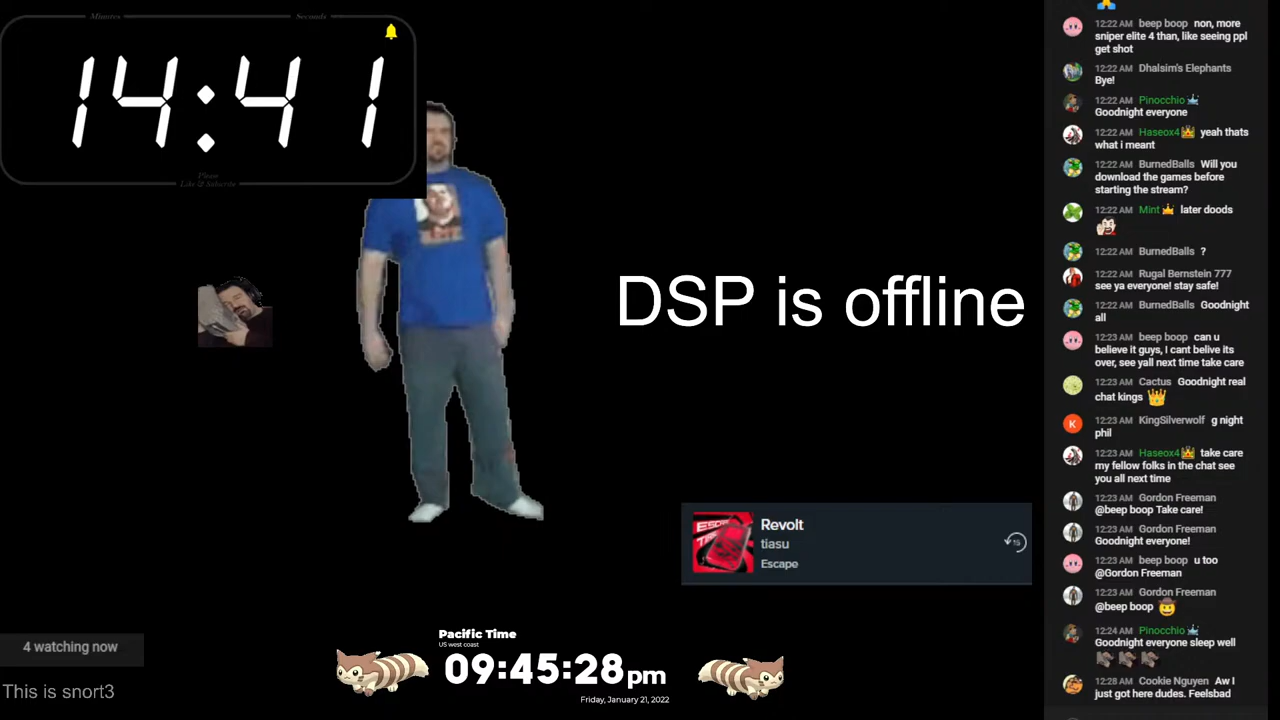 Minutes
Seconds
14:41
Please
Like & Subscribe
DSP is offline
Revolt
tiasu
Escape
15
4 watching now
This is snort3
Pacific Time
US west coast
09:45:28pm
Friday, January 21, 2022
12:22 AM beep boop non, more
sniper elite 4 than, like seeing ppl
get shot
12:22 AM Dhalsim's Elephants
Bye!
12:22 AM Pinocchio
Goodnight everyone
12:22 AM Haseox4 yeah thats
what i meant
12:22 AM BurnedBalls Will you
download the games before
starting the stream?
12:22 AM Mint later doods
12:22 AM BurnedBalls ?
12:22 AM Rugal Bernstein 777
see ya everyone! stay safe!
12:22 AM BurnedBalls Goodnight
all
12:23 AM beep boop can u
believe it guys, I cant belive its
over, see yall next time take care
12:23 AM Cactus Goodnight real
chat kings
12:23 AM KingSilverwolf g night
phil
12:23 AM Haseox4 take care
my fellow folks in the chat see
you all next time
12:23 AM Gordon Freeman
@beep boop Take care!
12:23 AM Gordon Freeman
Goodnight everyone!
12:23 AM beep boop u too
@Gordon Freeman
12:23 AM Gordon Freeman
@beep boop
12:24 AM Pinocchio
Goodnight everyone sleep well
12:28 AM Cookie Nguyen Aw I
just got here dudes. Feelsbad